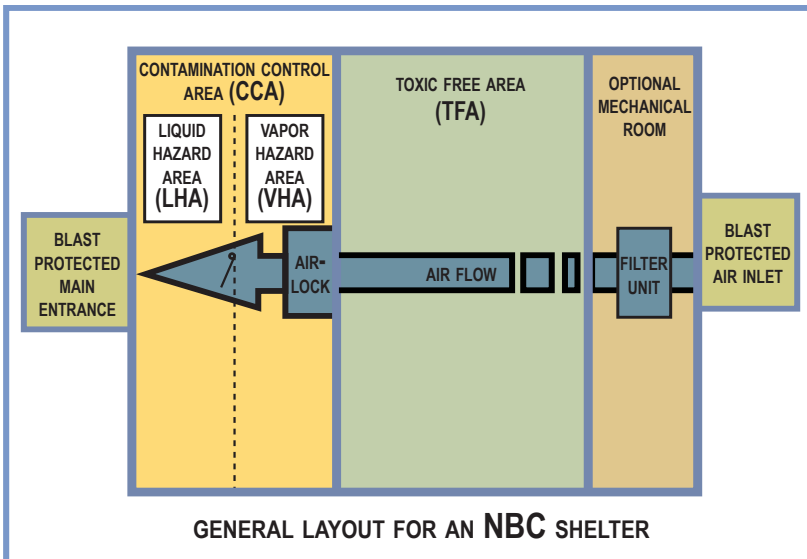 CONTAMINATION CONTROL
AREA (CCA)
LIQUID
HAZARD
AREA
(LHA)
VAPOR
HAZARD
AREA
(VHA)
TOXIC FREE AREA
(TFA)
OPTIONAL
MECHANICAL
ROOM
BLAST
PROTECTED
MAIN
ENTRANCE
AIR-
LOCK
AIR FLOW
FILTER
UNIT
BLAST
PROTECTED
AIR INLET
GENERAL LAYOUT FOR AN NBC SHELTER